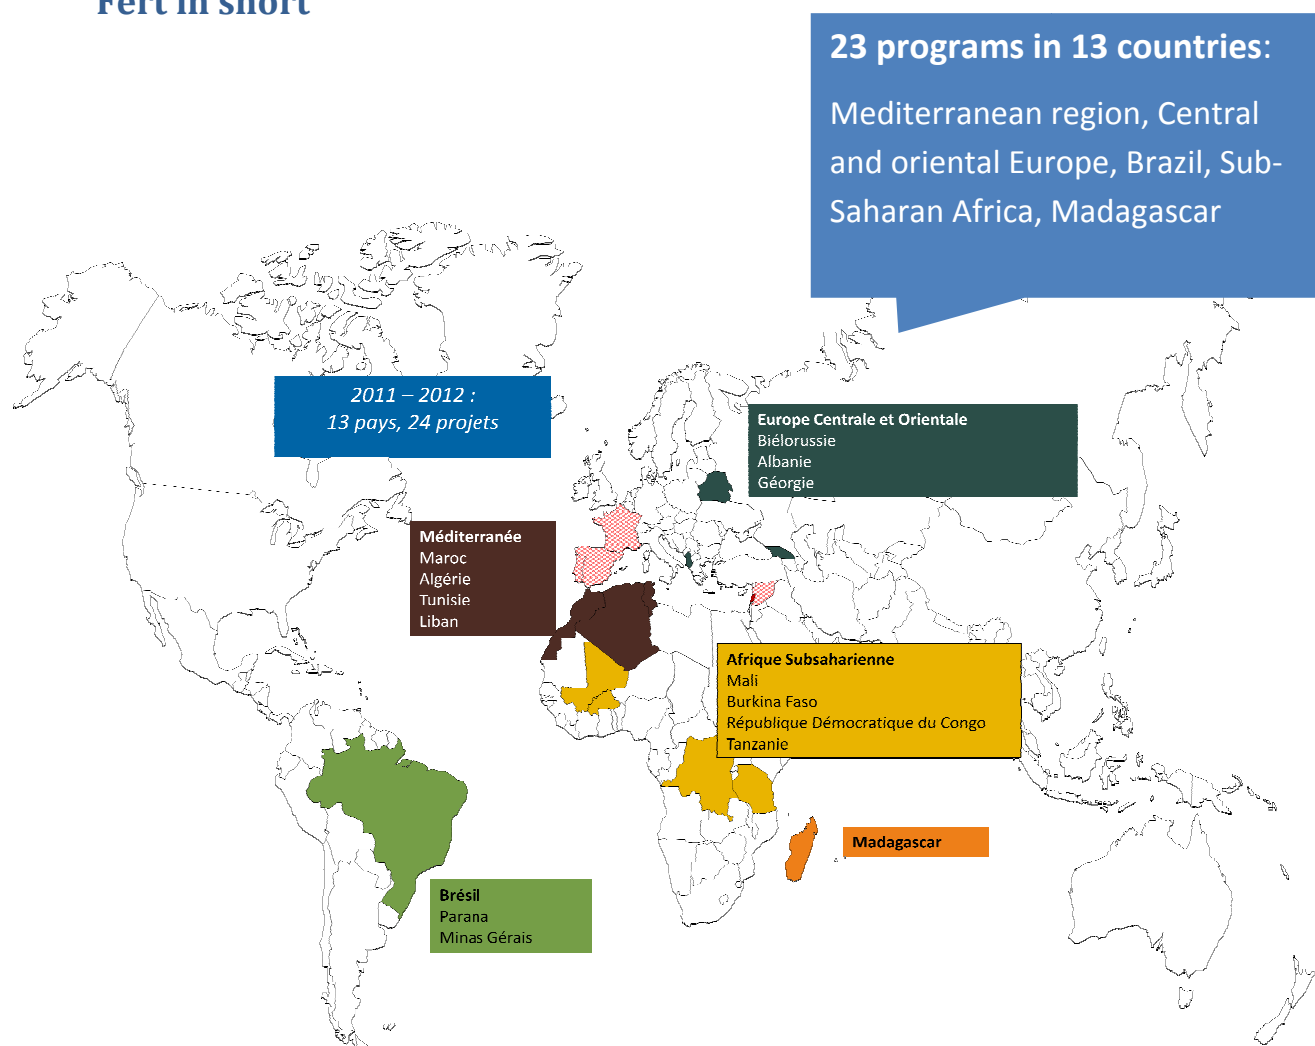 Fert in short
23 programs in 13 countries:
Mediterranean region, Central
and oriental Europe, Brazil, Sub-
Saharan Africa, Madagascar
2011 – 2012 :
13 pays, 24 projets
Europe Centrale et Orientale
Biélorussie
Albanie
Géorgie
Méditerranée
Maroc
Algérie
Tunisie
Liban
Afrique Subsaharienne
Mali
Burkina Faso
République Démocratique du Congo
Tanzanie
Madagascar
Brésil
Parana
Minas Gérais